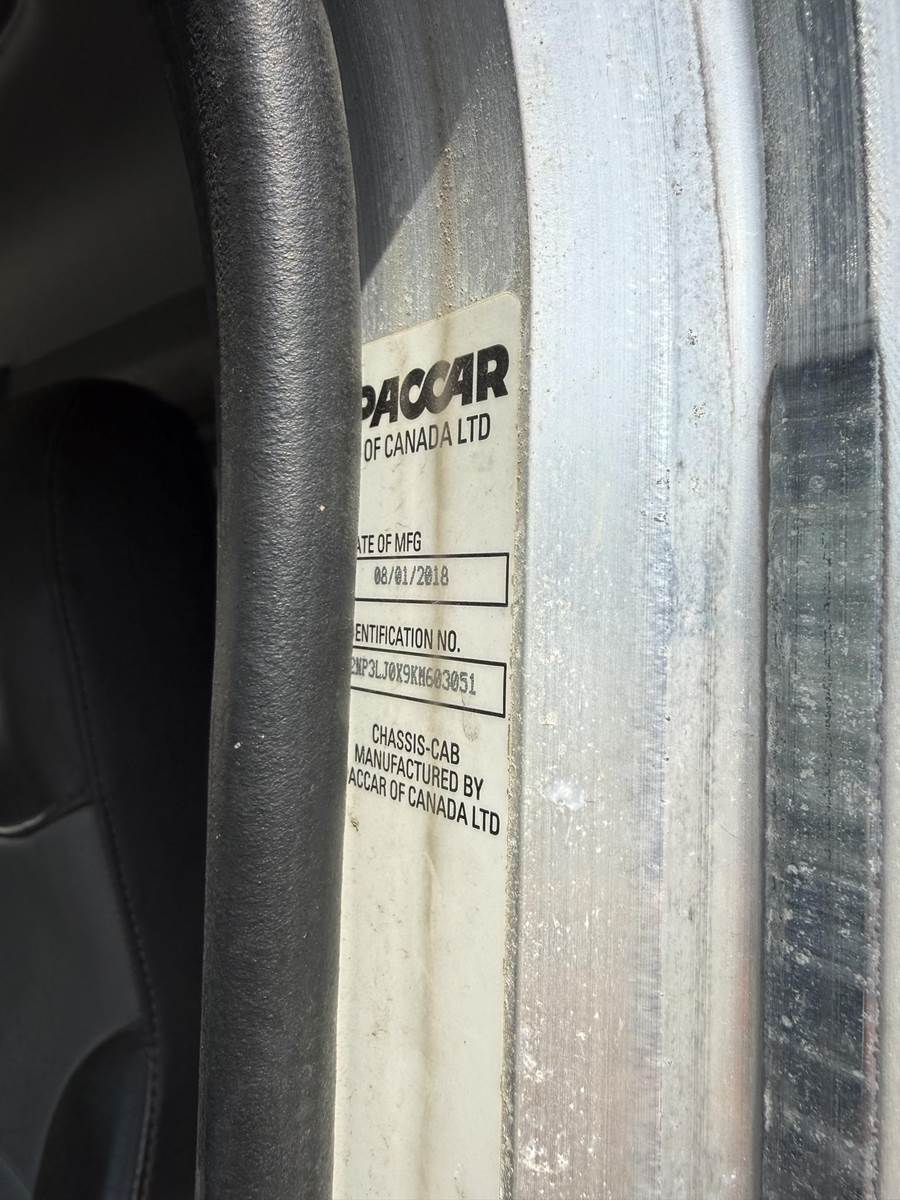 PACCAR
OF CANADA LTD
ATE OF MFG
08/01/2018
ENTIFICATION NO.
2NP3LJ0X9KM603051
CHASSIS-CAB
MANUFACTURED BY
ACCAR OF CANADA LTD